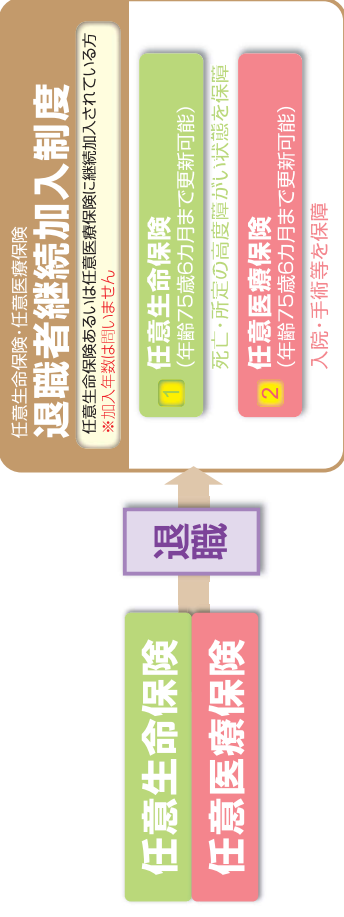 任意生命保険
任意医療保険
退職
任意生命保険・任意医療保険
退職者継続加入制度
任意生命保険あるいは任意医療保険に継続加入されている方
※加入年数は問いません
1 任意生命保険
（年齢75歳6カ月まで更新可能）
死亡・所定の高度障がい状態を保障
2 任意医療保険
（年齢75歳6カ月まで更新可能）
入院・手術等を保障